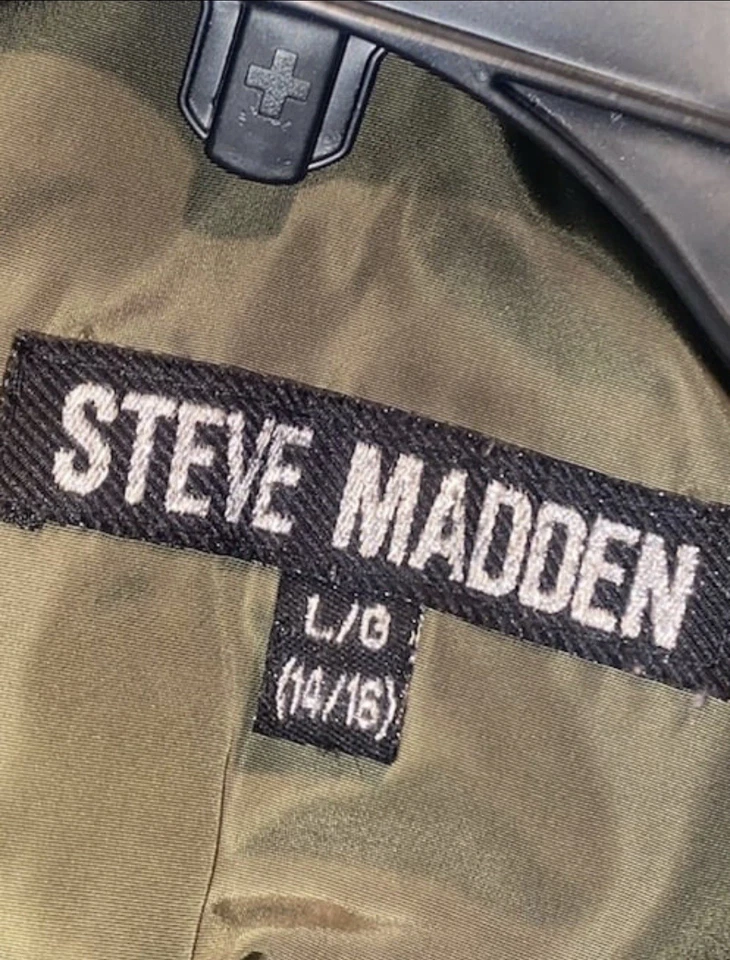 STEVE MADDEN
L/G
(14/16)